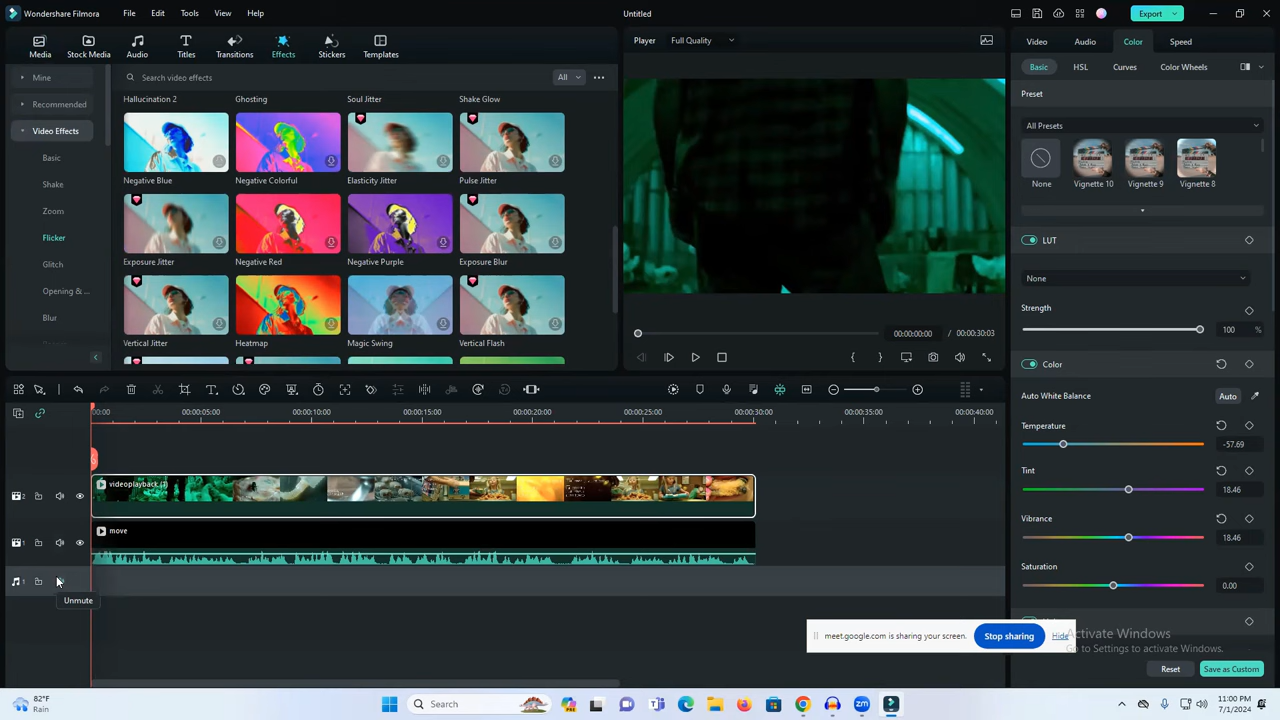 Wondershare Filmora File Edit Tools View Help Untitled Export
Media Stock Media Audio Titles Transitions Effects Stickers Templates
Player Full Quality
Video Audio Color Speed
Basic HSL Curves Color Wheels
Mine
Recommended
Video Effects
Basic
Shake
Zoom
Flicker
Glitch
Opening & ...
Blur
Search video effects All
Hallucination 2 Ghosting Soul Jitter Shake Glow
Negative Blue Negative Colorful Elasticity Jitter Pulse Jitter
Exposure Jitter Negative Red Negative Purple Exposure Blur
Vertical Jitter Heatmap Magic Swing Vertical Flash
00:00:00:00 / 00:00:30:03
Preset
All Presets
None Vignette 10 Vignette 9 Vignette 8
LUT
None
Strength
100 %
Color
Auto White Balance Auto
Temperature
-57.69
Tint
18.46
Vibrance
18.46
Saturation
0.00
Reset Save as Custom
00:00 00:00:05:00 00:00:10:00 00:00:15:00 00:00:20:00 00:00:25:00 00:00:30:00 00:00:35:00 00:00:40:00
2 videoplayback (3)
1 move
1
Unmute
meet.google.com is sharing your screen. Stop sharing Hide
Activate Windows
Go to Settings to activate Windows.
82°F
Rain
Search
11:00 PM
7/1/2024